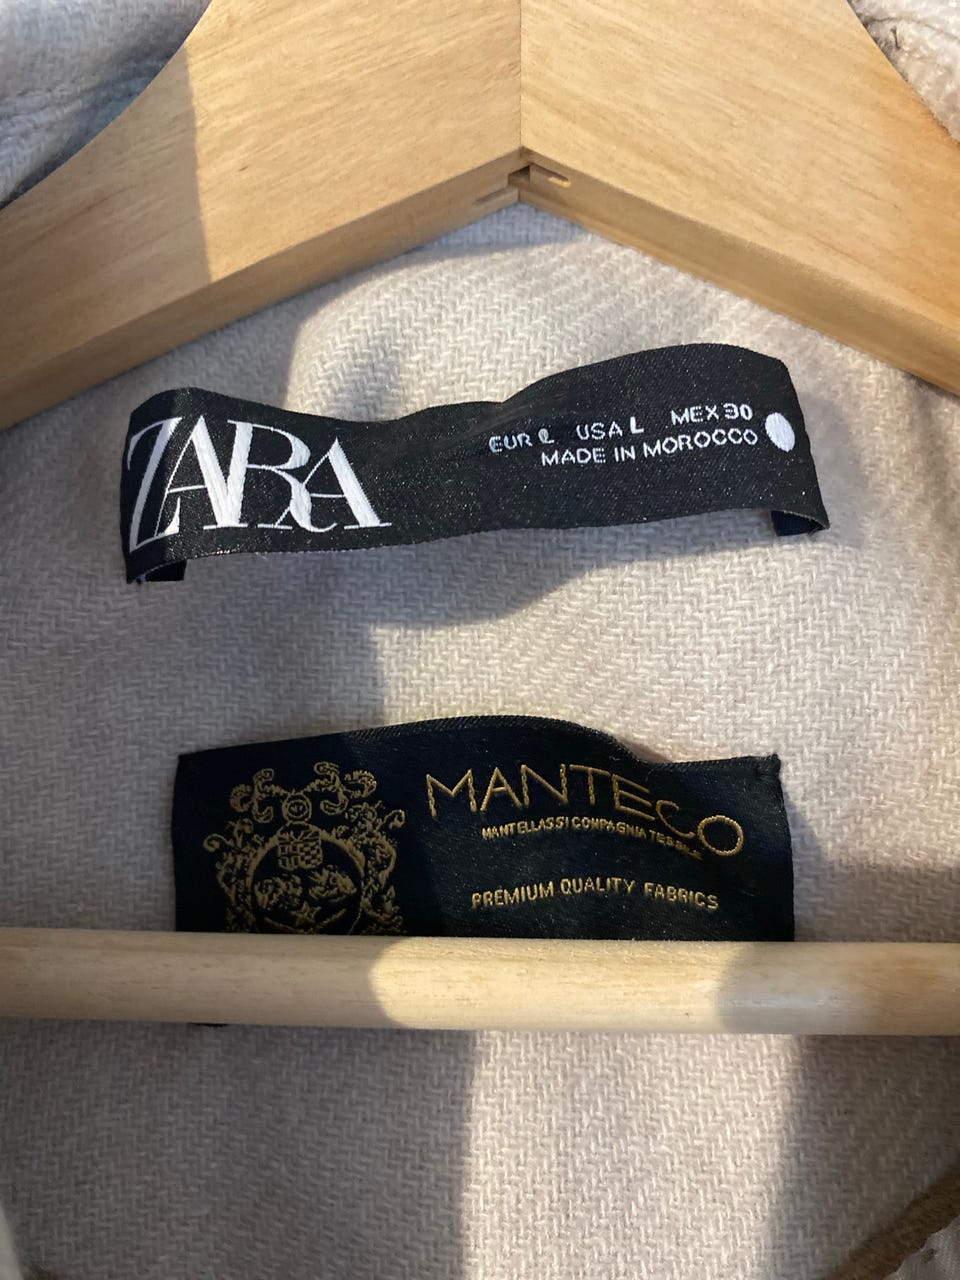 ZARA
EUR L USA L MEX 30
MADE IN MOROCCO
MANTECO
MANTELLASSI COMPAGNIA TESSILE
PREMIUM QUALITY FABRICS